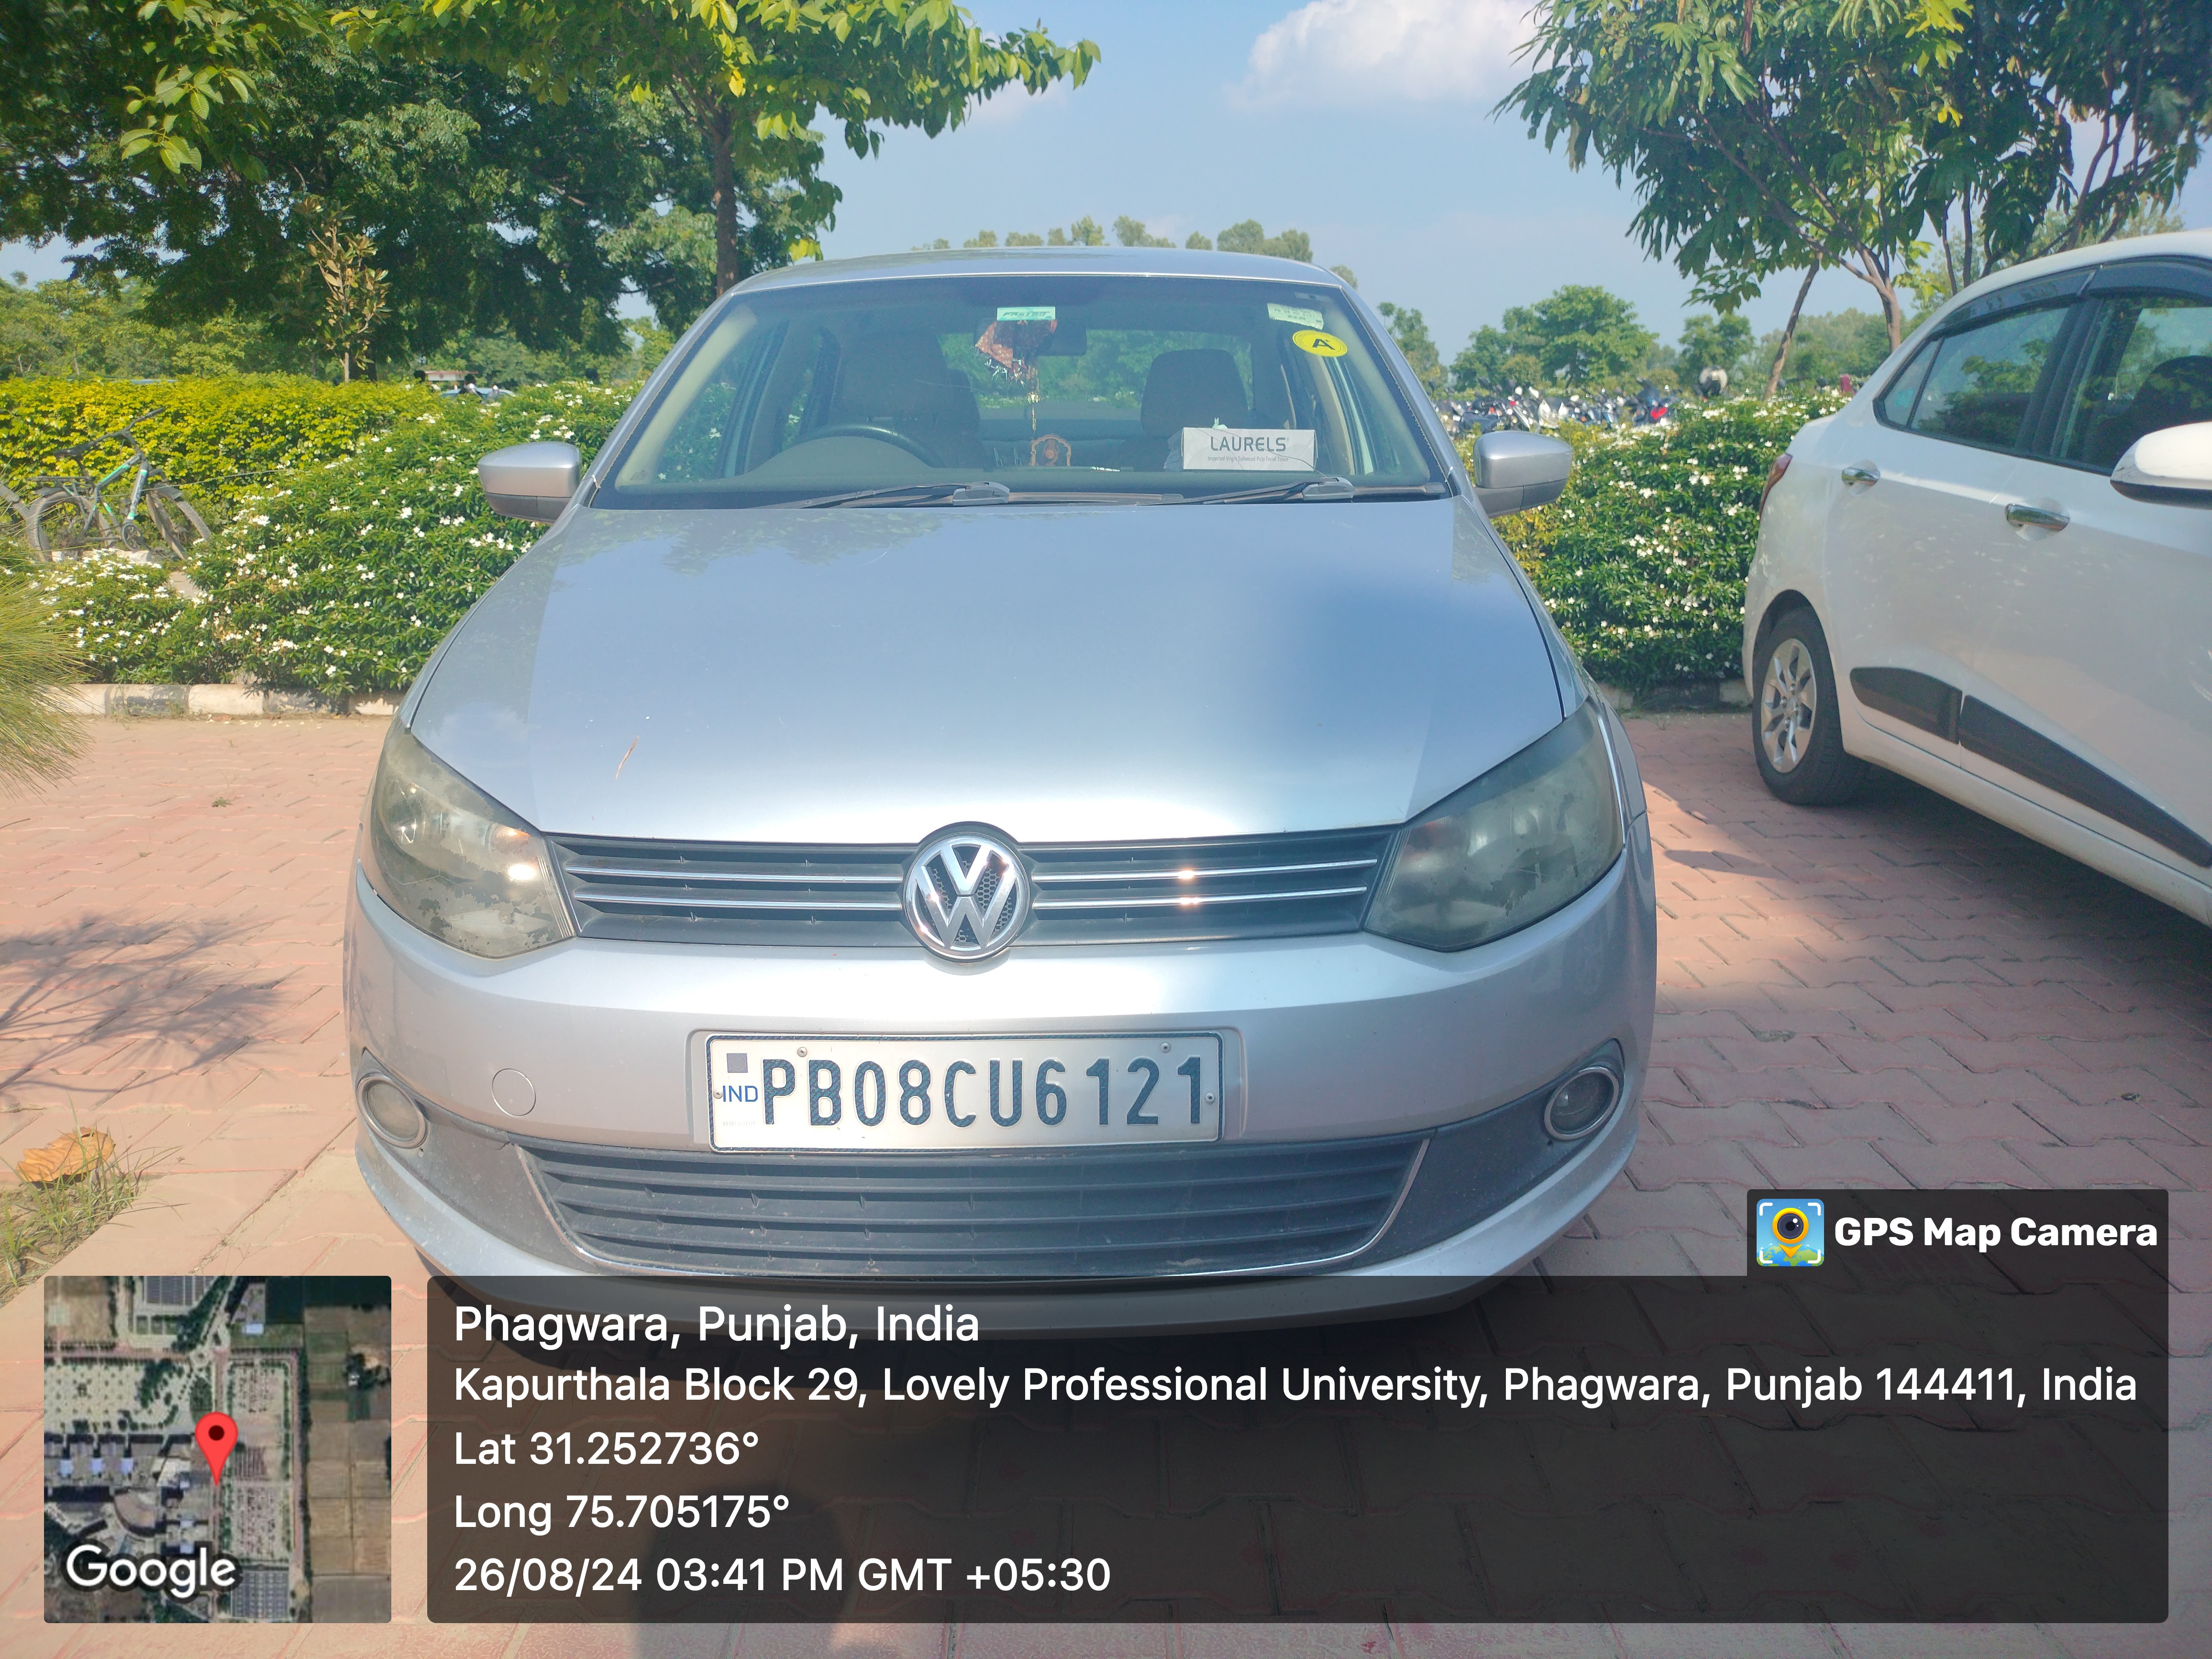 FASTag
A
LAURELS
IND
PB08CU6121
GPS Map Camera
Phagwara, Punjab, India
Kapurthala Block 29, Lovely Professional University, Phagwara, Punjab 144411, India
Lat 31.252736°
Long 75.705175°
26/08/24 03:41 PM GMT +05:30
Google